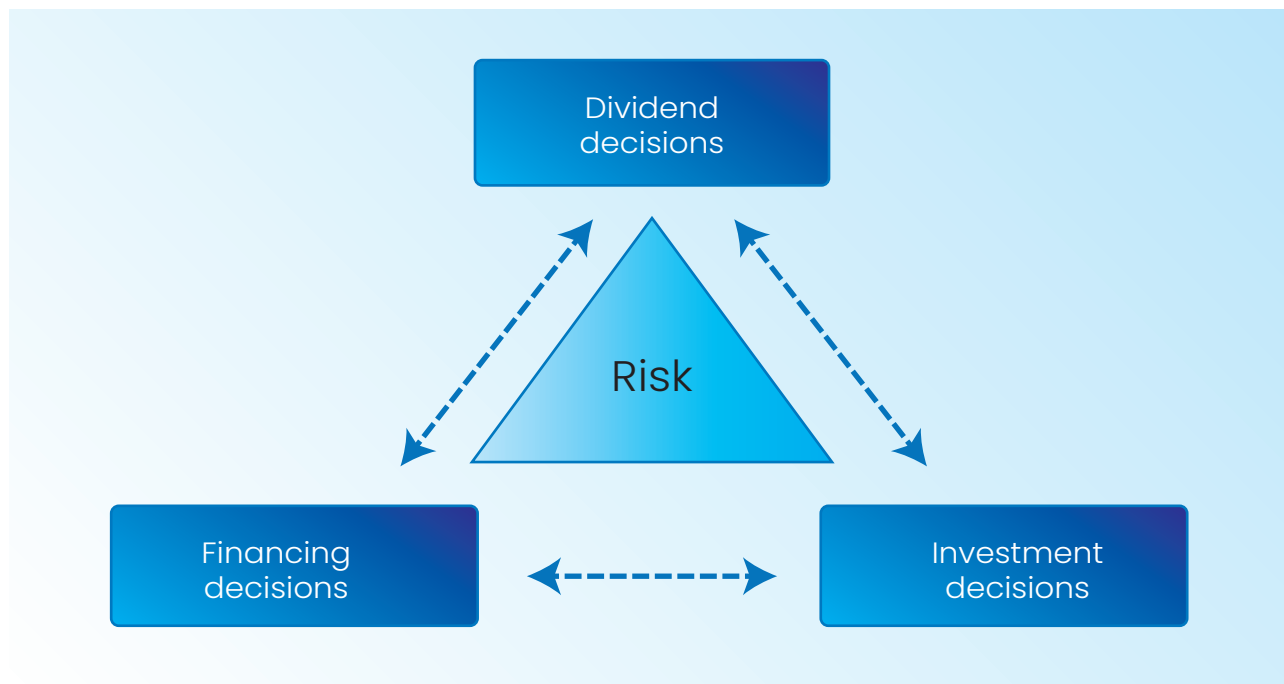 Dividend
decisions
Risk
Financing
decisions
Investment
decisions